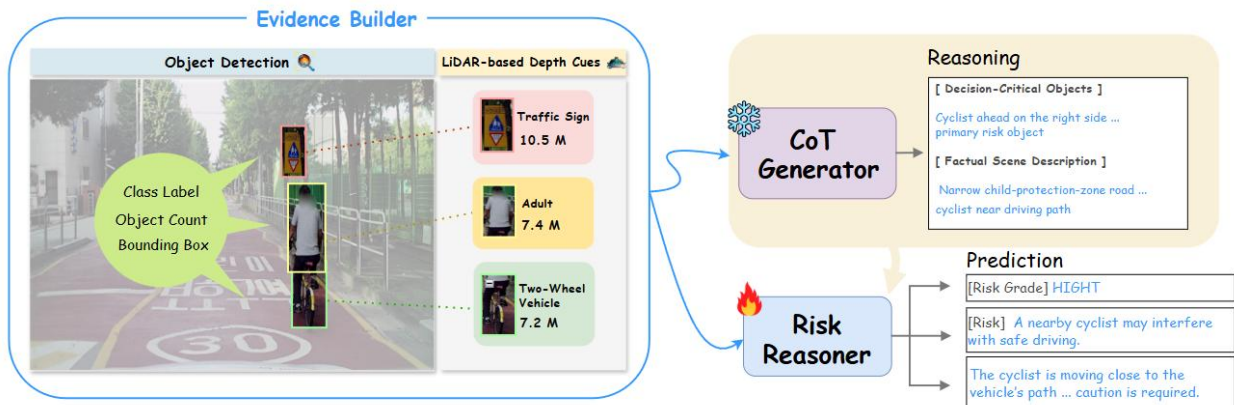 Evidence Builder
Object Detection
LiDAR-based Depth Cues
Class Label
Object Count
Bounding Box
30
Traffic Sign
10.5 M
Adult
7.4 M
Two-Wheel
Vehicle
7.2 M
CoT
Generator
Reasoning
[ Decision-Critical Objects ]
Cyclist ahead on the right side ...
primary risk object
[ Factual Scene Description ]
Narrow child-protection-zone road ...
cyclist near driving path
Risk
Reasoner
Prediction
[Risk Grade] HIGHT
[Risk] A nearby cyclist may interfere
with safe driving.
The cyclist is moving close to the
vehicle's path ... caution is required.